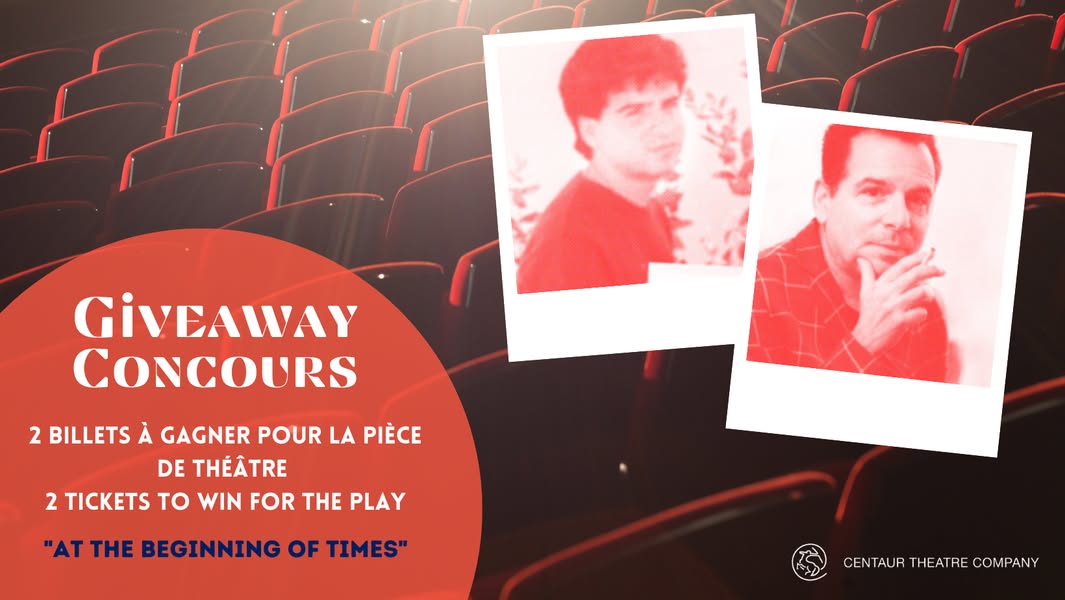 GIVEAWAY
CONCOURS
2 BILLETS À GAGNER POUR LA PIÈCE
DE THÉÂTRE
2 TICKETS TO WIN FOR THE PLAY
"AT THE BEGINNING OF TIMES"
CENTAUR THEATRE COMPANY